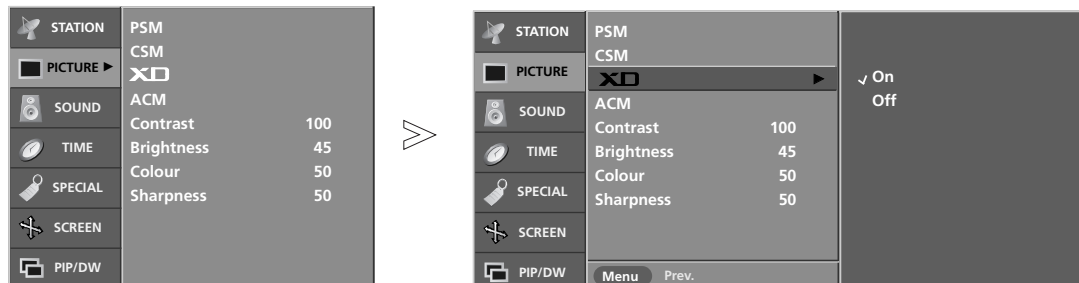 STATION
PICTURE ►
SOUND
TIME
SPECIAL
SCREEN
PIP/DW
PSM
CSM
XD
ACM
Contrast 100
Brightness 45
Colour 50
Sharpness 50
STATION
PICTURE
SOUND
TIME
SPECIAL
SCREEN
PIP/DW
PSM
CSM
XD ►
ACM
Contrast 100
Brightness 45
Colour 50
Sharpness 50
Menu Prev.
✓ On
Off